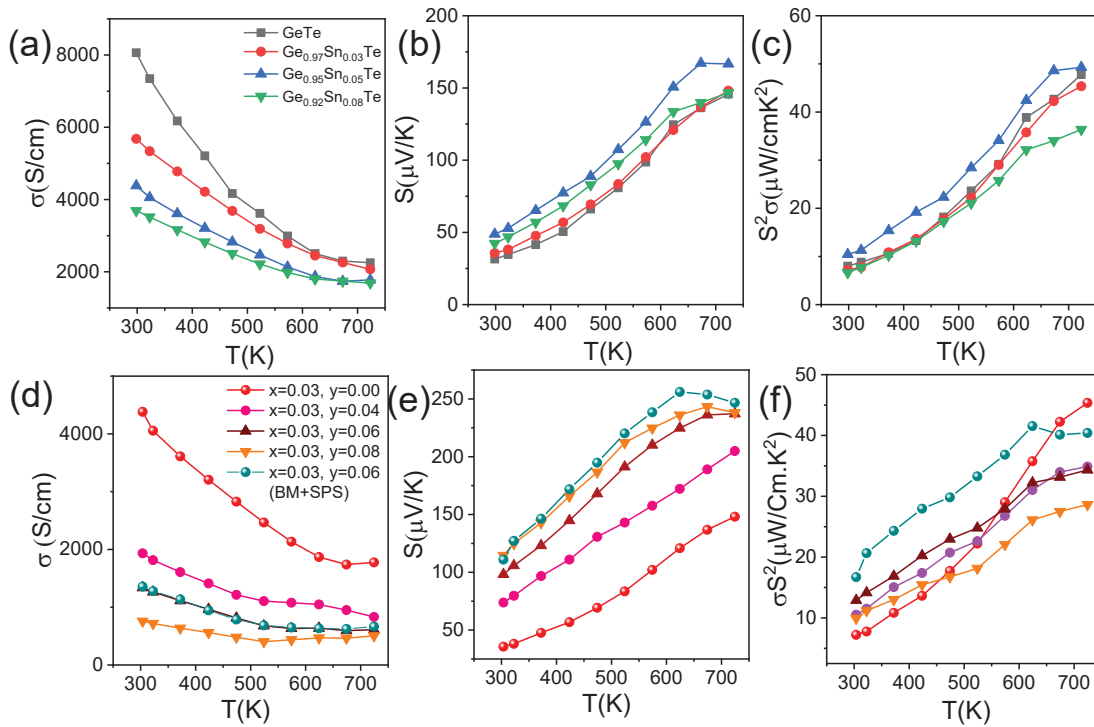 (a)
GeTe
Ge₀.₉₇Sn₀.₀₃Te
Ge₀.₉₅Sn₀.₀₅Te
Ge₀.₉₂Sn₀.₀₈Te
8000
6000
4000
2000
σ(S/cm)
300 400 500 600 700
T(K)
(b)
200
150
100
50
0
S(μV/K)
300 400 500 600 700
T(K)
(c)
60
40
20
0
S²σ(μW/cmK²)
300 400 500 600 700
T(K)
(d)
x=0.03, y=0.00
x=0.03, y=0.04
x=0.03, y=0.06
x=0.03, y=0.08
x=0.03, y=0.06
(BM+SPS)
4000
2000
0
σ (S/cm)
300 400 500 600 700
T(K)
(e)
250
200
150
100
50
S(μV/K)
300 400 500 600 700
T(K)
(f)
50
40
30
20
10
σS²(μW/Cm.K²)
300 400 500 600 700
T(K)